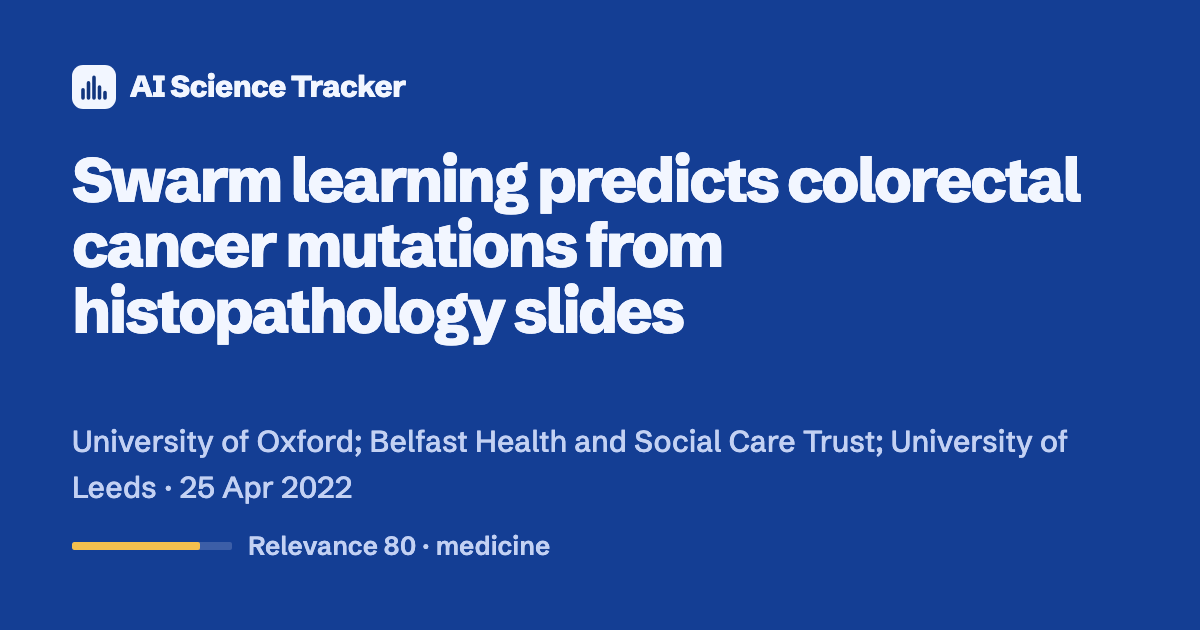 AI Science Tracker
Swarm learning predicts colorectal
cancer mutations from
histopathology slides
University of Oxford; Belfast Health and Social Care Trust; University of
Leeds · 25 Apr 2022
Relevance 80 · medicine